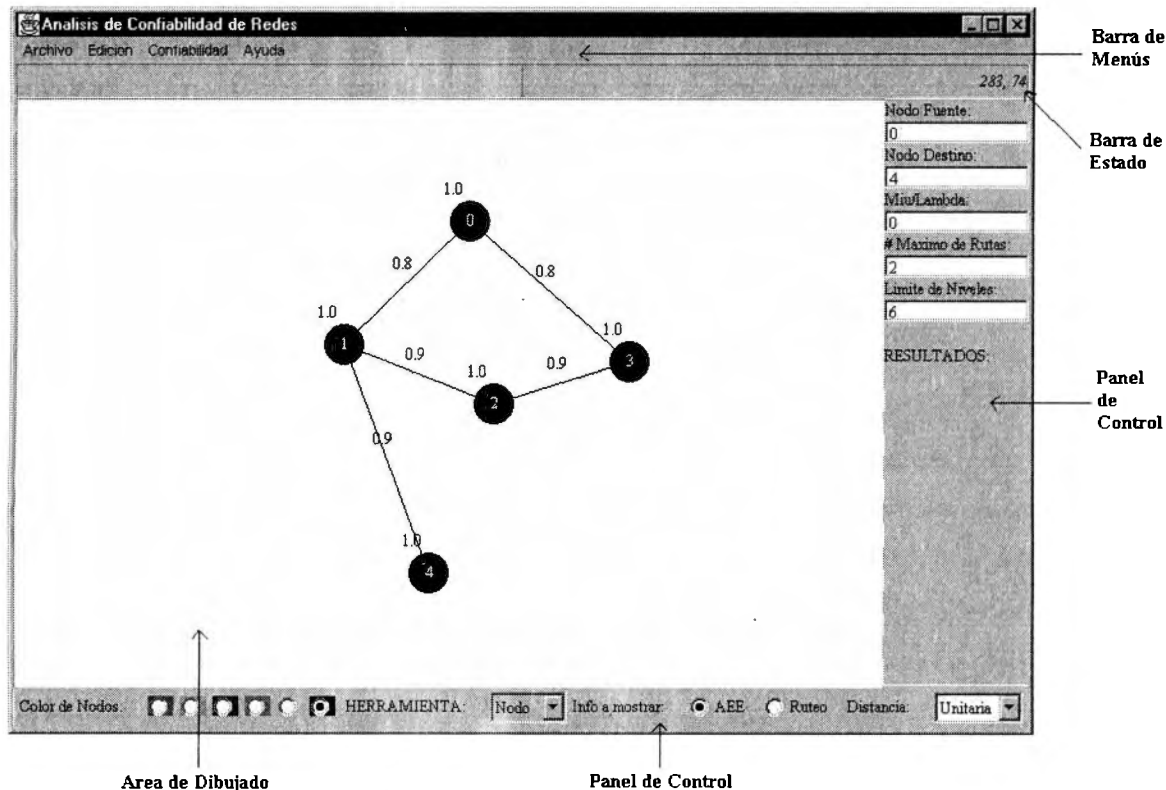 Analisis de Confiabilidad de Redes
Archivo Edicion Confiabilidad Ayuda
Barra de
Menús
283, 74
Barra de
Estado
Nodo Fuente:
0
Nodo Destino:
4
Miu/Lambda:
0
# Maximo de Rutas:
2
Limite de Niveles:
6
RESULTADOS:
Panel
de
Control
1.0
0
0.8
0.8
1.0
1
1.0
3
0.9
0.9
1.0
2
0.9
1.0
4
Color de Nodos: HERRAMIENTA: Nodo Info a mostrar: AEE Ruteo Distancia: Unitaria
Area de Dibujado
Panel de Control